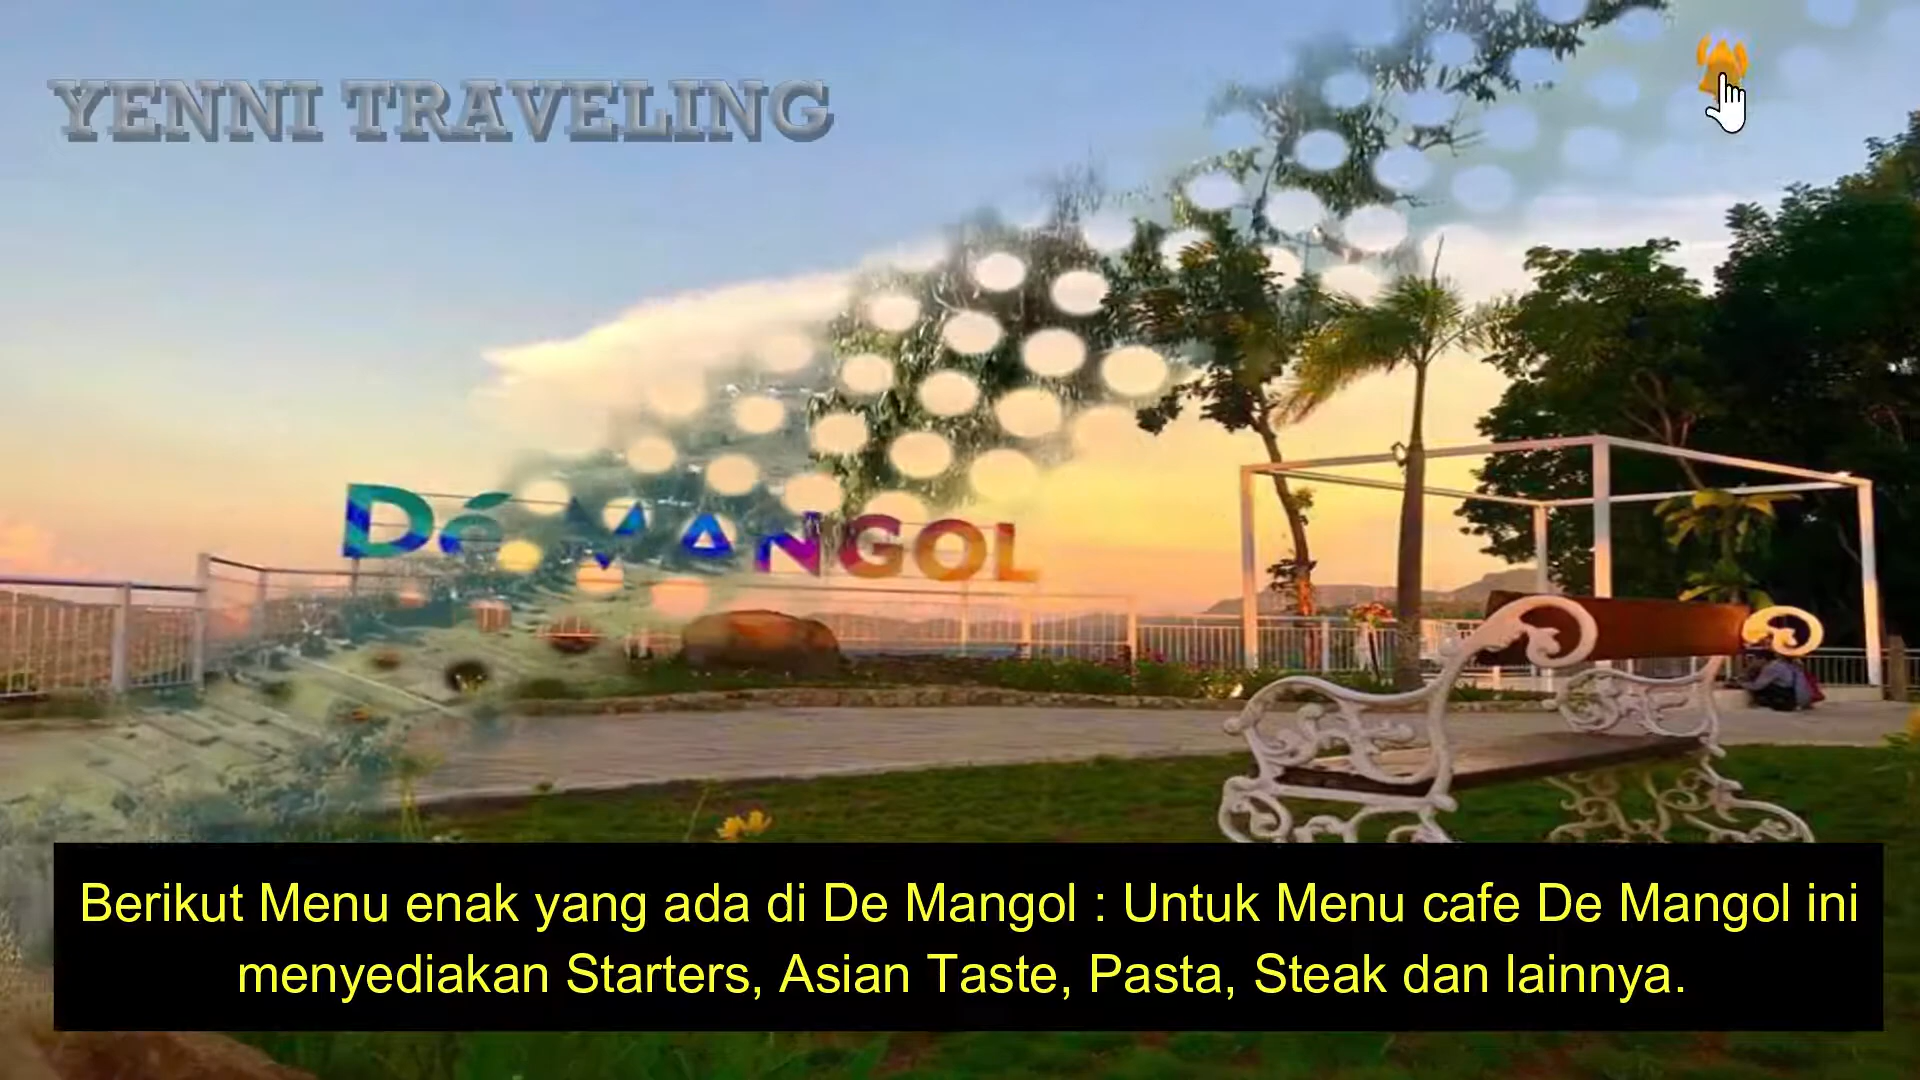 YENNI TRAVELING
Dé MANGOL
Berikut Menu enak yang ada di De Mangol : Untuk Menu cafe De Mangol ini
menyediakan Starters, Asian Taste, Pasta, Steak dan lainnya.